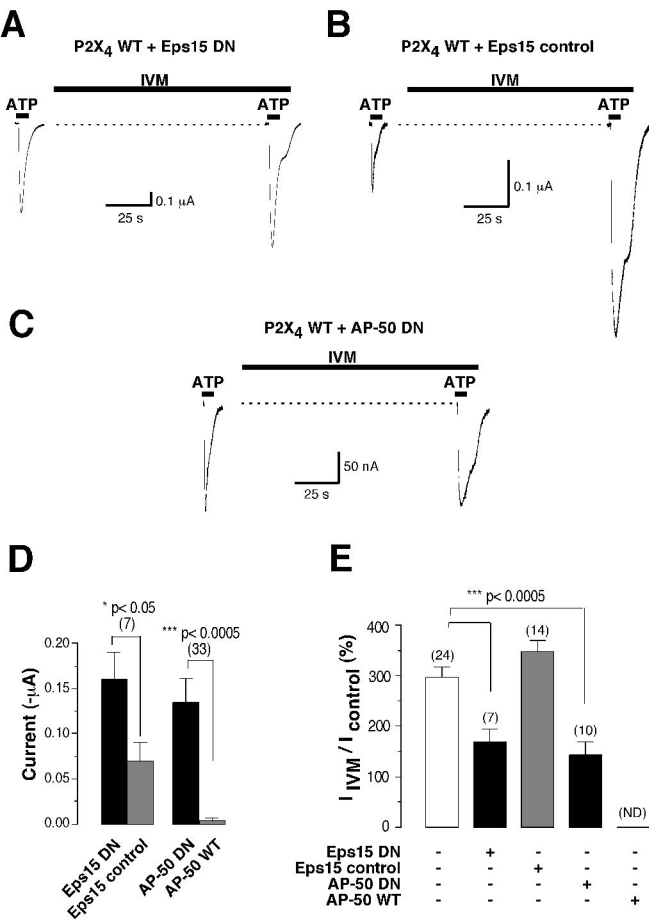 A
P2X4 WT + Eps15 DN
IVM
ATP
ATP
0.1 μA
25 s
B
P2X4 WT + Eps15 control
IVM
ATP
ATP
0.1 μA
25 s
C
P2X4 WT + AP-50 DN
IVM
ATP
ATP
50 nA
25 s
D
* p< 0.05
(7)
*** p< 0.0005
(33)
0.20
0.15
0.10
0.05
0.00
Current (-μA)
Eps15 DN
Eps15 control
AP-50 DN
AP-50 WT
E
*** p< 0.0005
400
300
200
100
0
I IVM / I control (%)
(24)
(7)
(14)
(10)
(ND)
Eps15 DN - + - - -
Eps15 control - - + - -
AP-50 DN - - - + -
AP-50 WT - - - - +